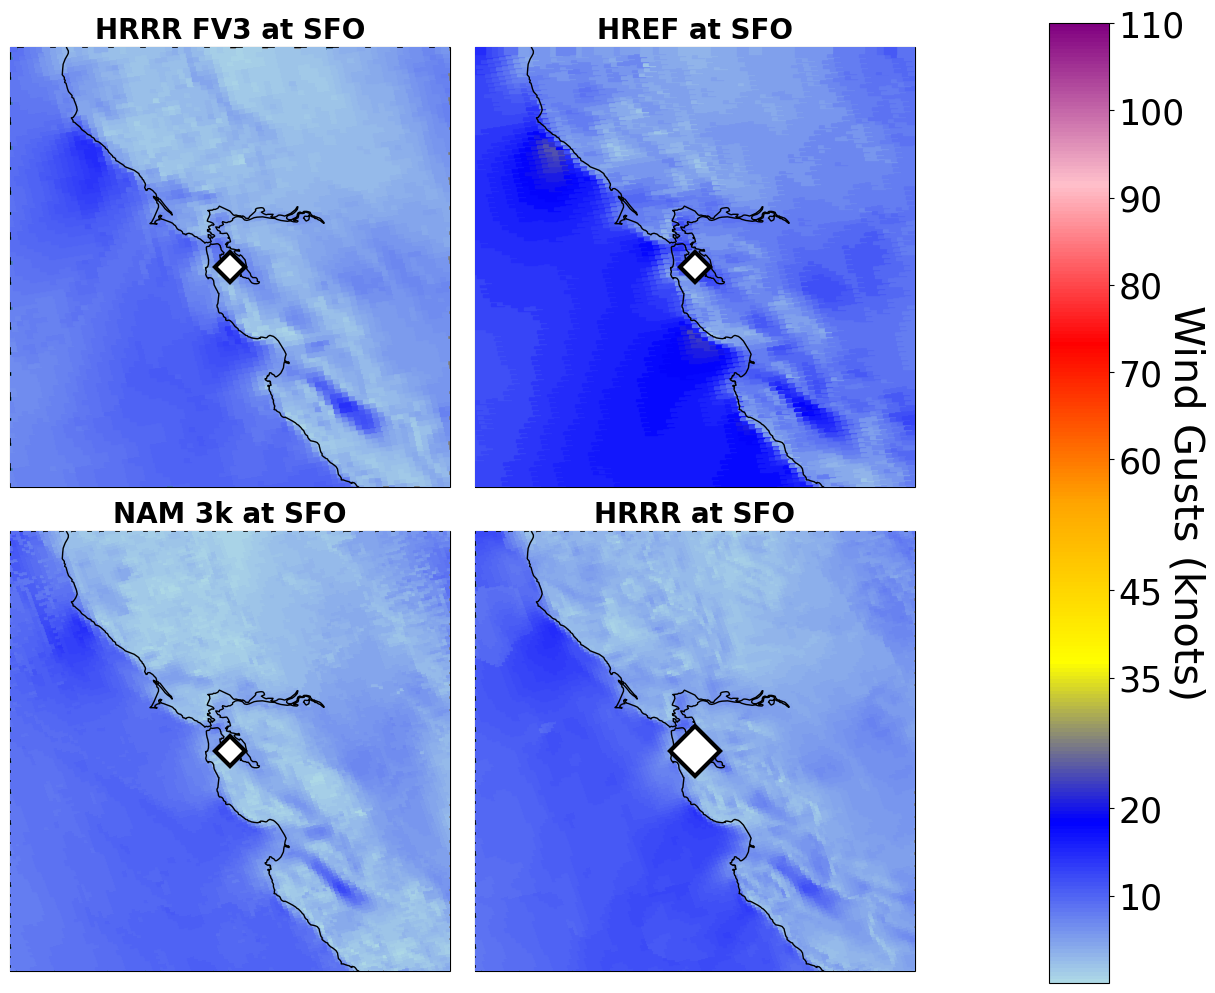 HRRR FV3 at SFO
HREF at SFO
NAM 3k at SFO
HRRR at SFO
110
100
90
80
70
60
45
35
20
10
Wind Gusts (knots)